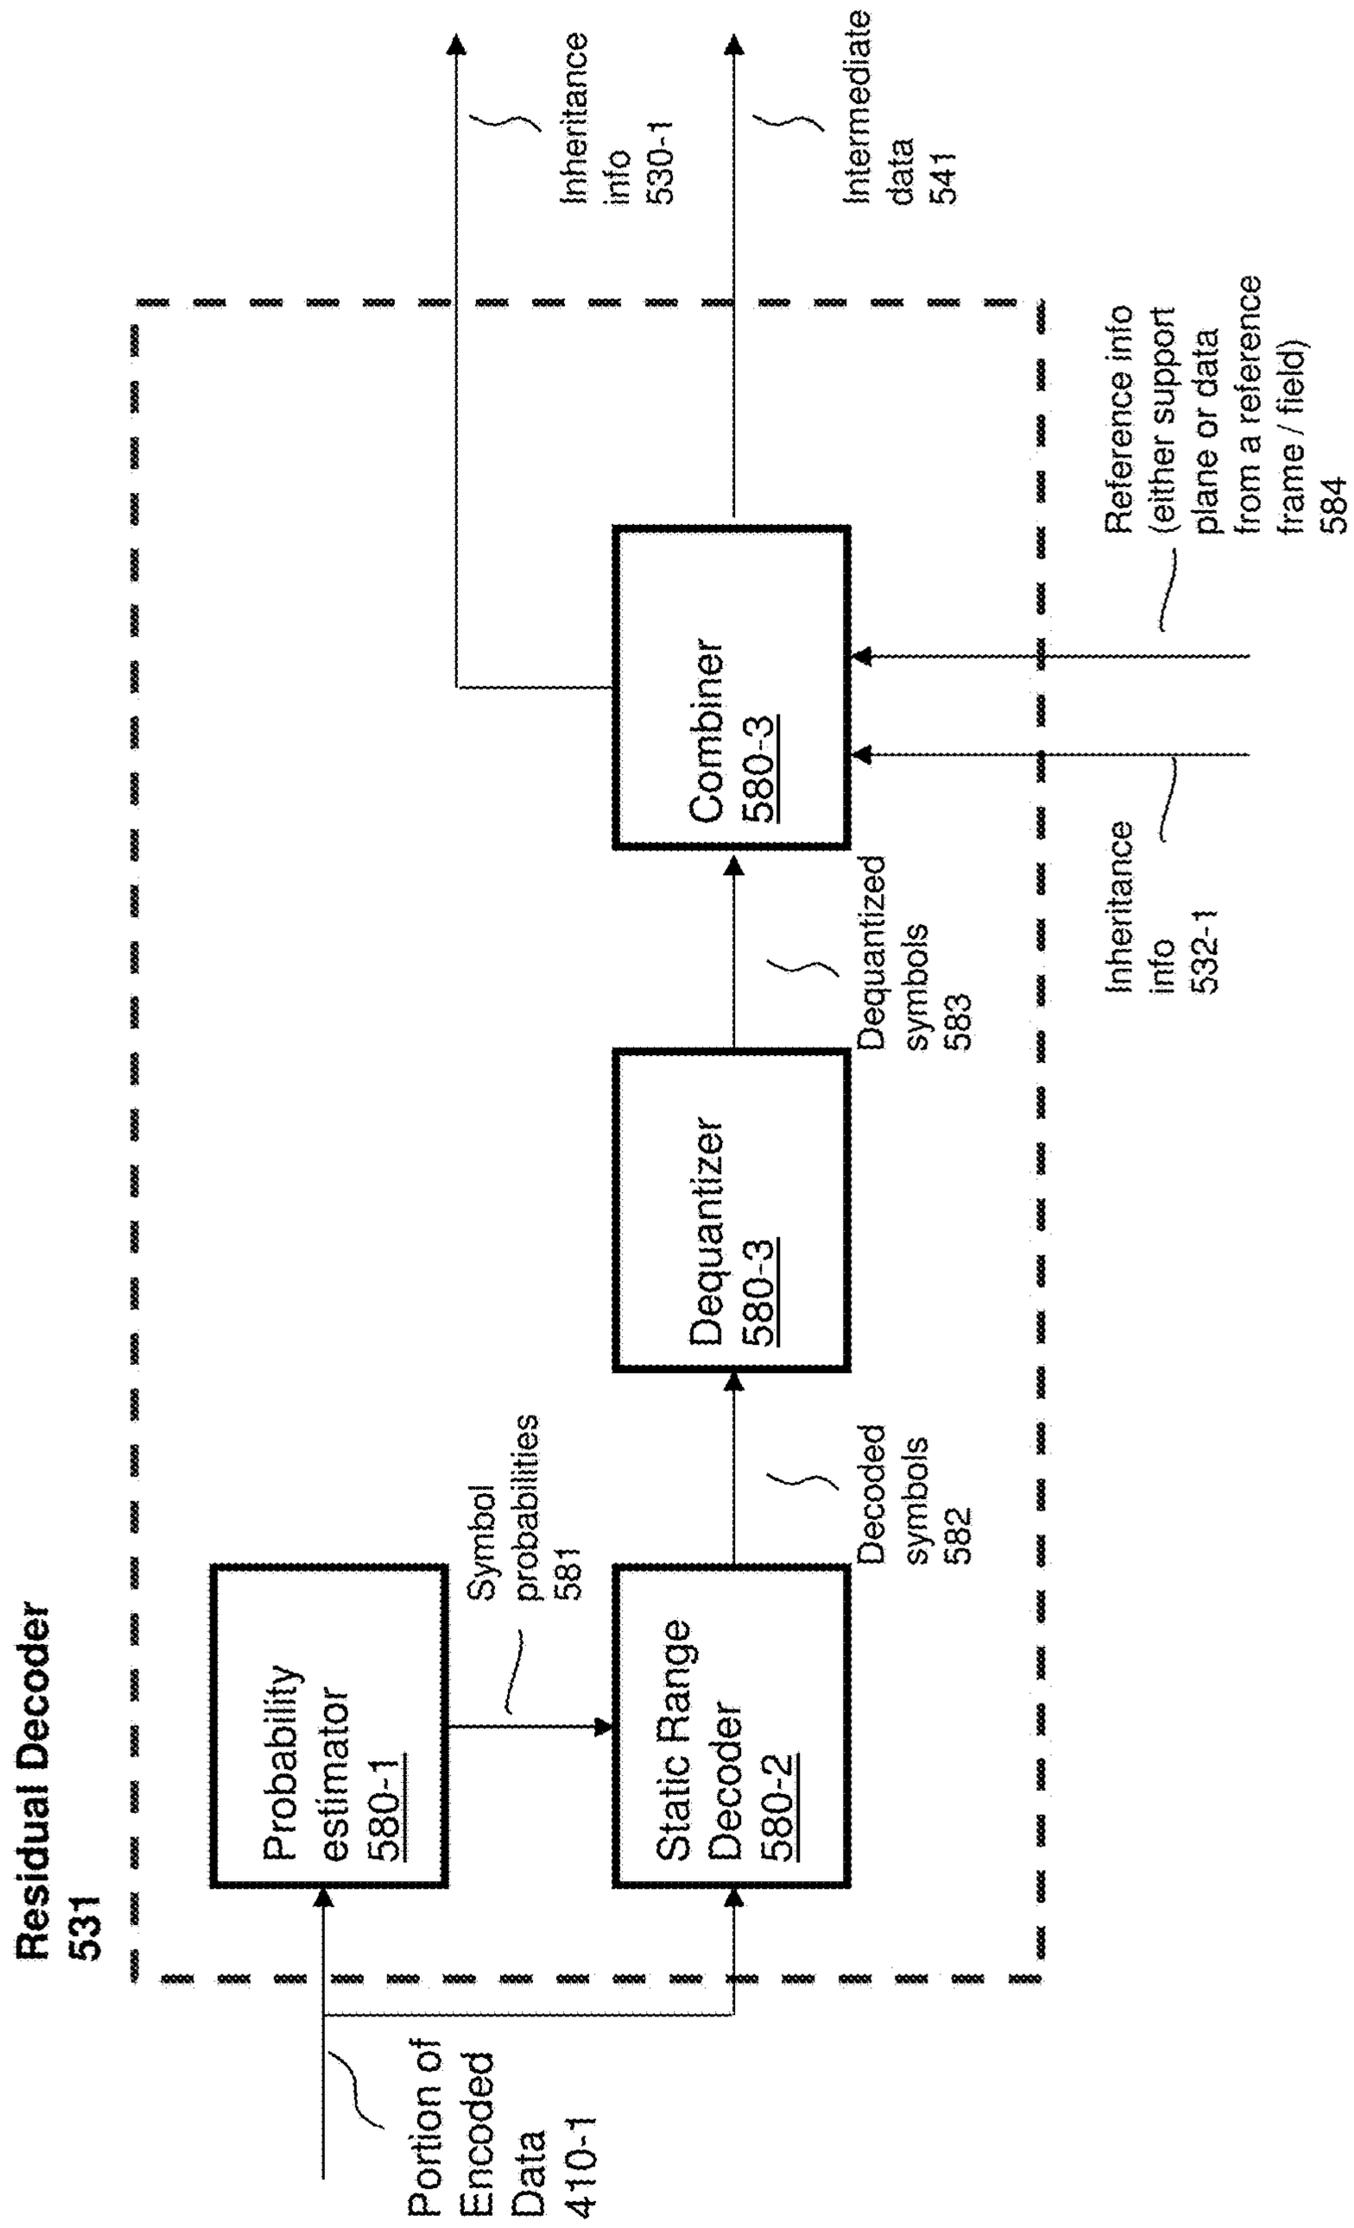 Residual Decoder
531
Portion of
Encoded
Data
410-1
Probability
estimator
580-1
Symbol
probabilities
581
Static Range
Decoder
580-2
Decoded
symbols
582
Dequantizer
580-3
Dequantized
symbols
583
Combiner
580-3
Inheritance
info
532-1
Reference info
(either support
plane or data
from a reference
frame / field)
584
Inheritance
info
530-1
Intermediate
data
541